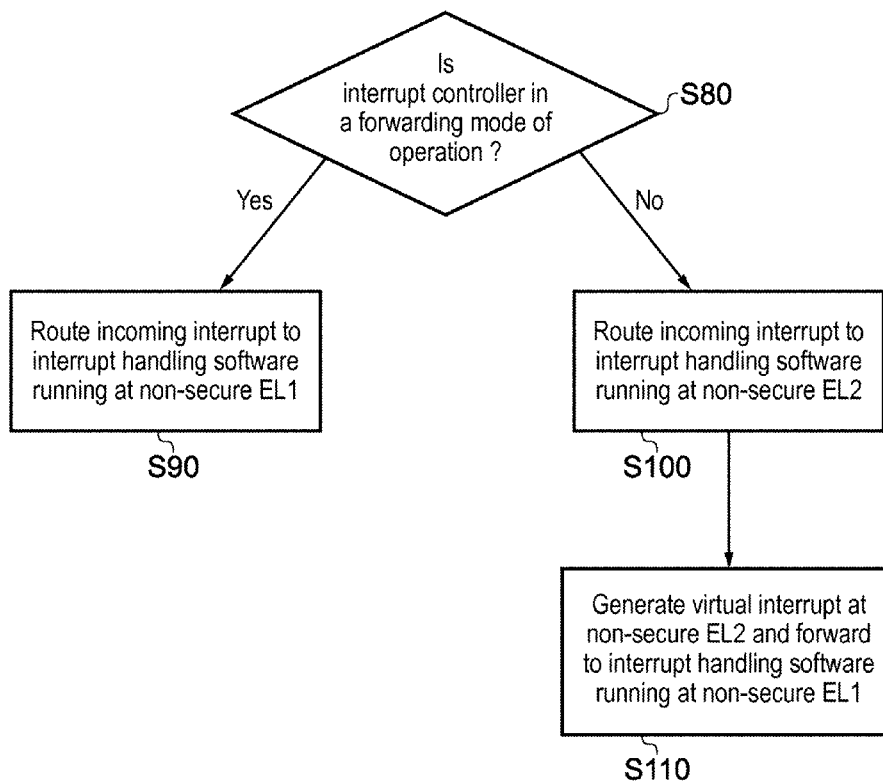 Is
interrupt controller in
a forwarding mode of
operation ?
S80
Yes
No
Route incoming interrupt to
interrupt handling software
running at non-secure EL1
S90
Route incoming interrupt to
interrupt handling software
running at non-secure EL2
S100
Generate virtual interrupt at
non-secure EL2 and forward
to interrupt handling software
running at non-secure EL1
S110